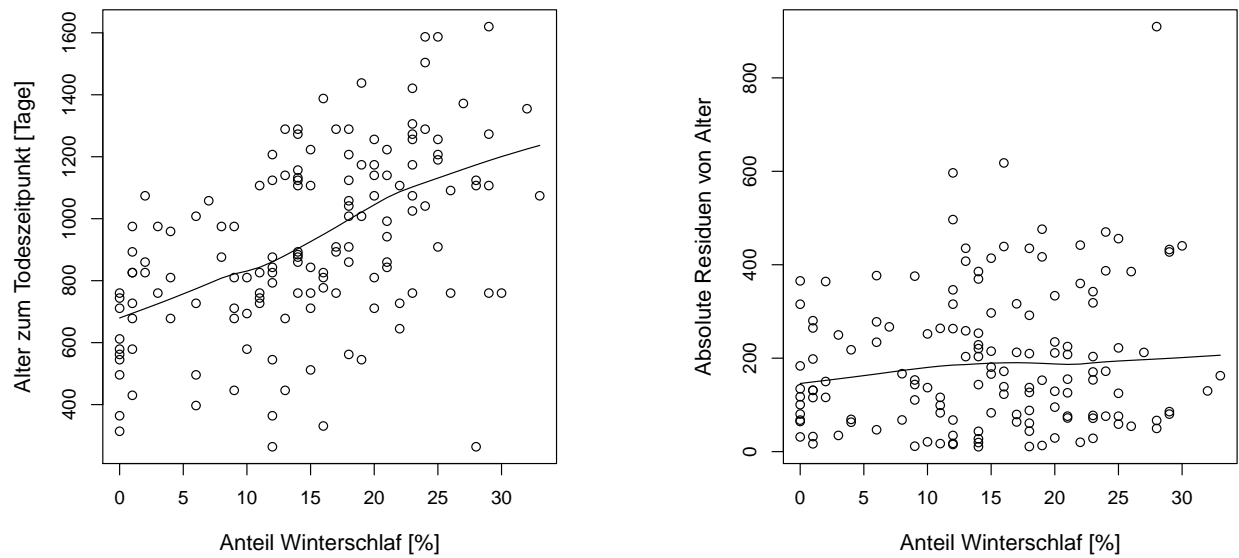 Alter zum Todeszeitpunkt [Tage]
1600
1400
1200
1000
800
600
400
0 5 10 15 20 25 30
Anteil Winterschlaf [%]
Absolute Residuen von Alter
800
600
400
200
0
0 5 10 15 20 25 30
Anteil Winterschlaf [%]